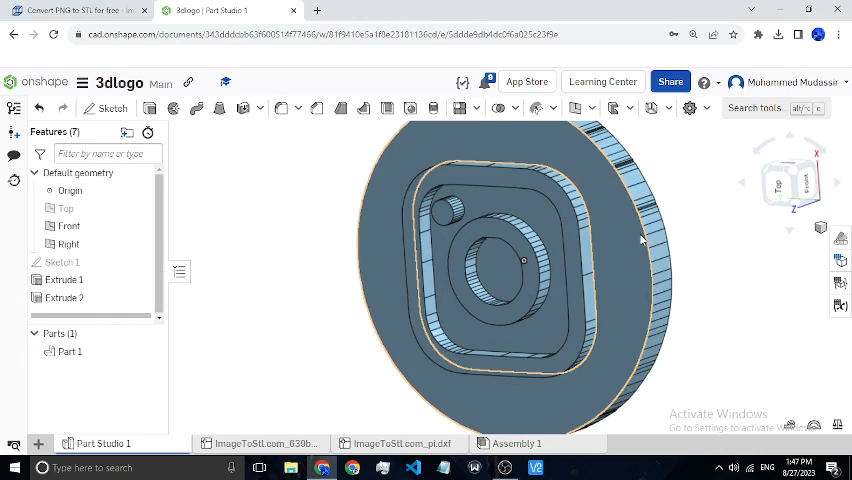 Convert PNG to STL for free - Im
3dlogo | Part Studio 1
cad.onshape.com/documents/343dddcbb63f600514f77466/w/81f9410e5a1f8e23181136cd/e/5ddde9db4dc0f6a025c3f9e
onshape
3dlogo
Main
9
App Store
Learning Center
Share
Mohammed Mudassir
Sketch
Search tools
alt/⌥
c
Features (7)
Filter by name or type
Default geometry
Origin
Top
Front
Right
Sketch 1
Extrude 1
Extrude 2
Parts (1)
Part 1
X
Top
Front
Z
Activate Windows
Go to Settings to activate Windows.
Part Studio 1
ImageToStl.com_639b...
ImageToStl.com_pi.dxf
Assembly 1
Type here to search
ENG
1:47 PM
8/27/2023
2